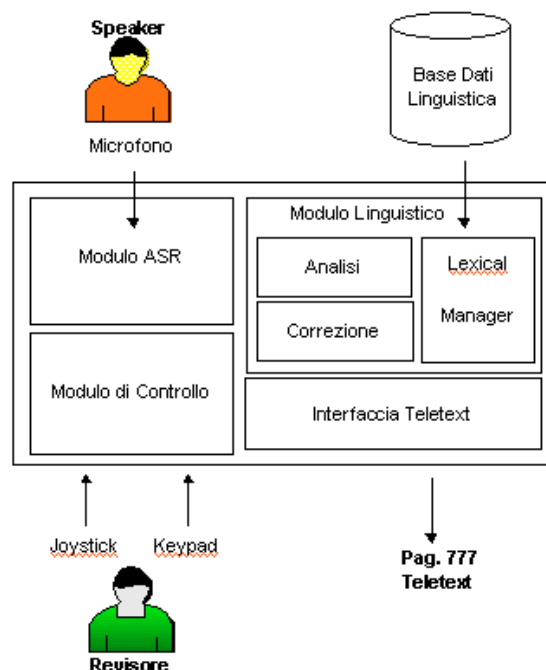 Speaker
Microfono
Base Dati
Linguistica
Modulo ASR
Modulo Linguistico
Analisi
Correzione
Lexical
Manager
Modulo di Controllo
Interfaccia Teletext
Joystick
Keypad
Pag. 777
Teletext
Revisore